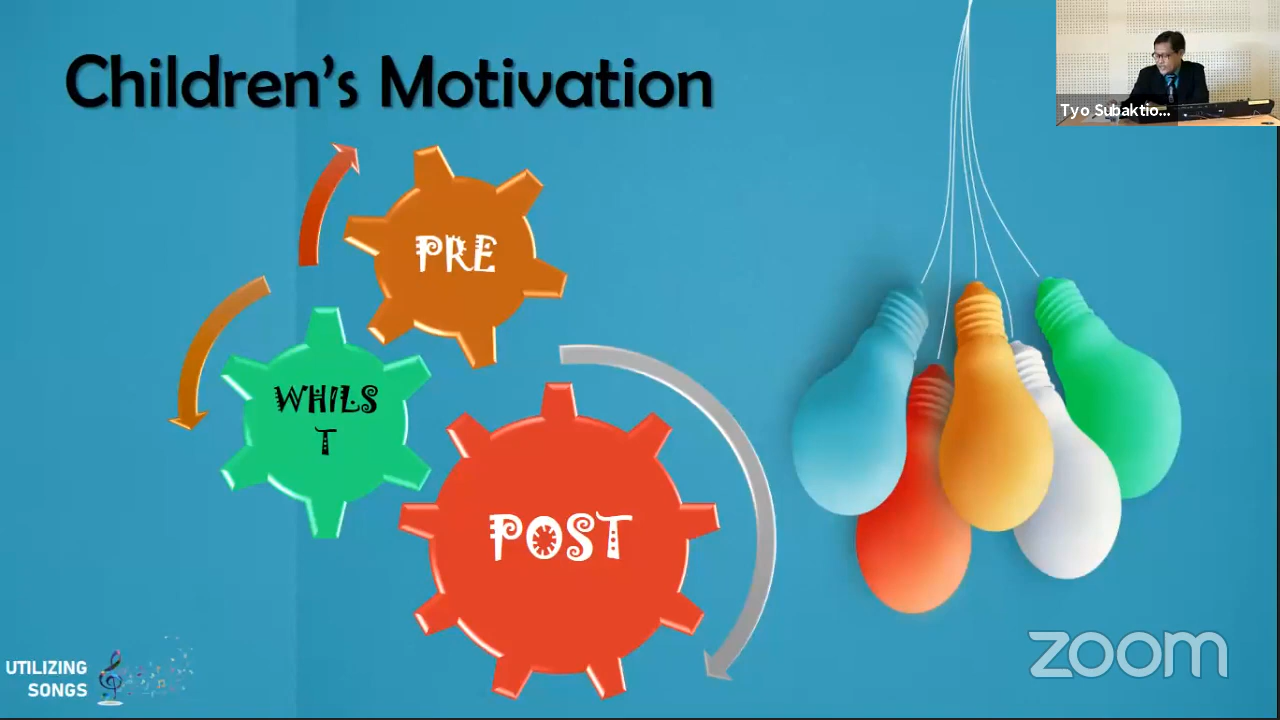 Children's Motivation
Tyo Subaktio...
PRE
WHILS
T
POST
UTILIZING
SONGS
zoom